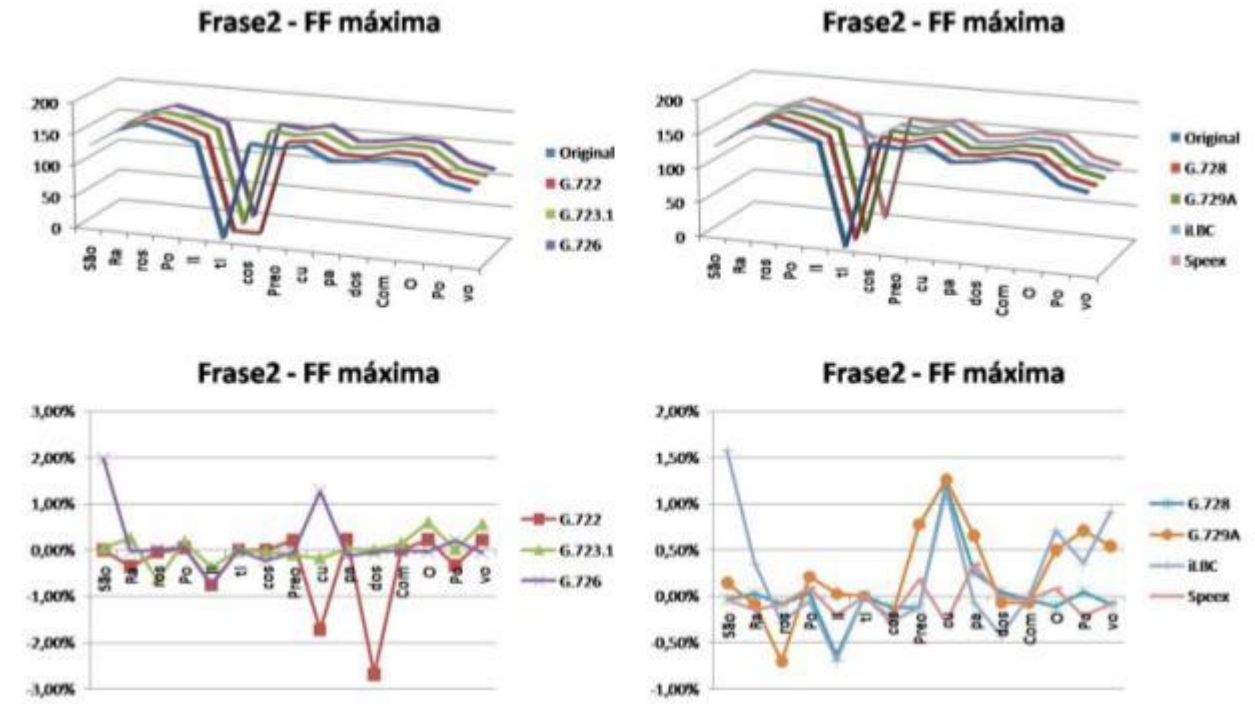 Frase2 - FF máxima
200
150
100
50
0
São
Ra
ros
Po
lí
ti
cos
Preo
cu
pa
dos
Com
O
Po
vo
Original
G.722
G.723.1
G.726
Frase2 - FF máxima
200
150
100
50
0
São
Ra
ros
Po
lí
ti
cos
Preo
cu
pa
dos
Com
O
Po
vo
Original
G.728
G.729A
iLBC
Speex
Frase2 - FF máxima
3,00%
2,00%
1,00%
0,00%
-1,00%
-2,00%
-3,00%
São
Ra
ros
Po
ti
cos
Preo
cu
pa
dos
Com
O
Po
vo
G.722
G.723.1
G.726
Frase2 - FF máxima
2,00%
1,50%
1,00%
0,50%
0,00%
-0,50%
-1,00%
São
Ra
ros
Po
lí
ti
cos
Preo
cu
pa
dos
Com
O
Po
vo
G.728
G.729A
iLBC
Speex